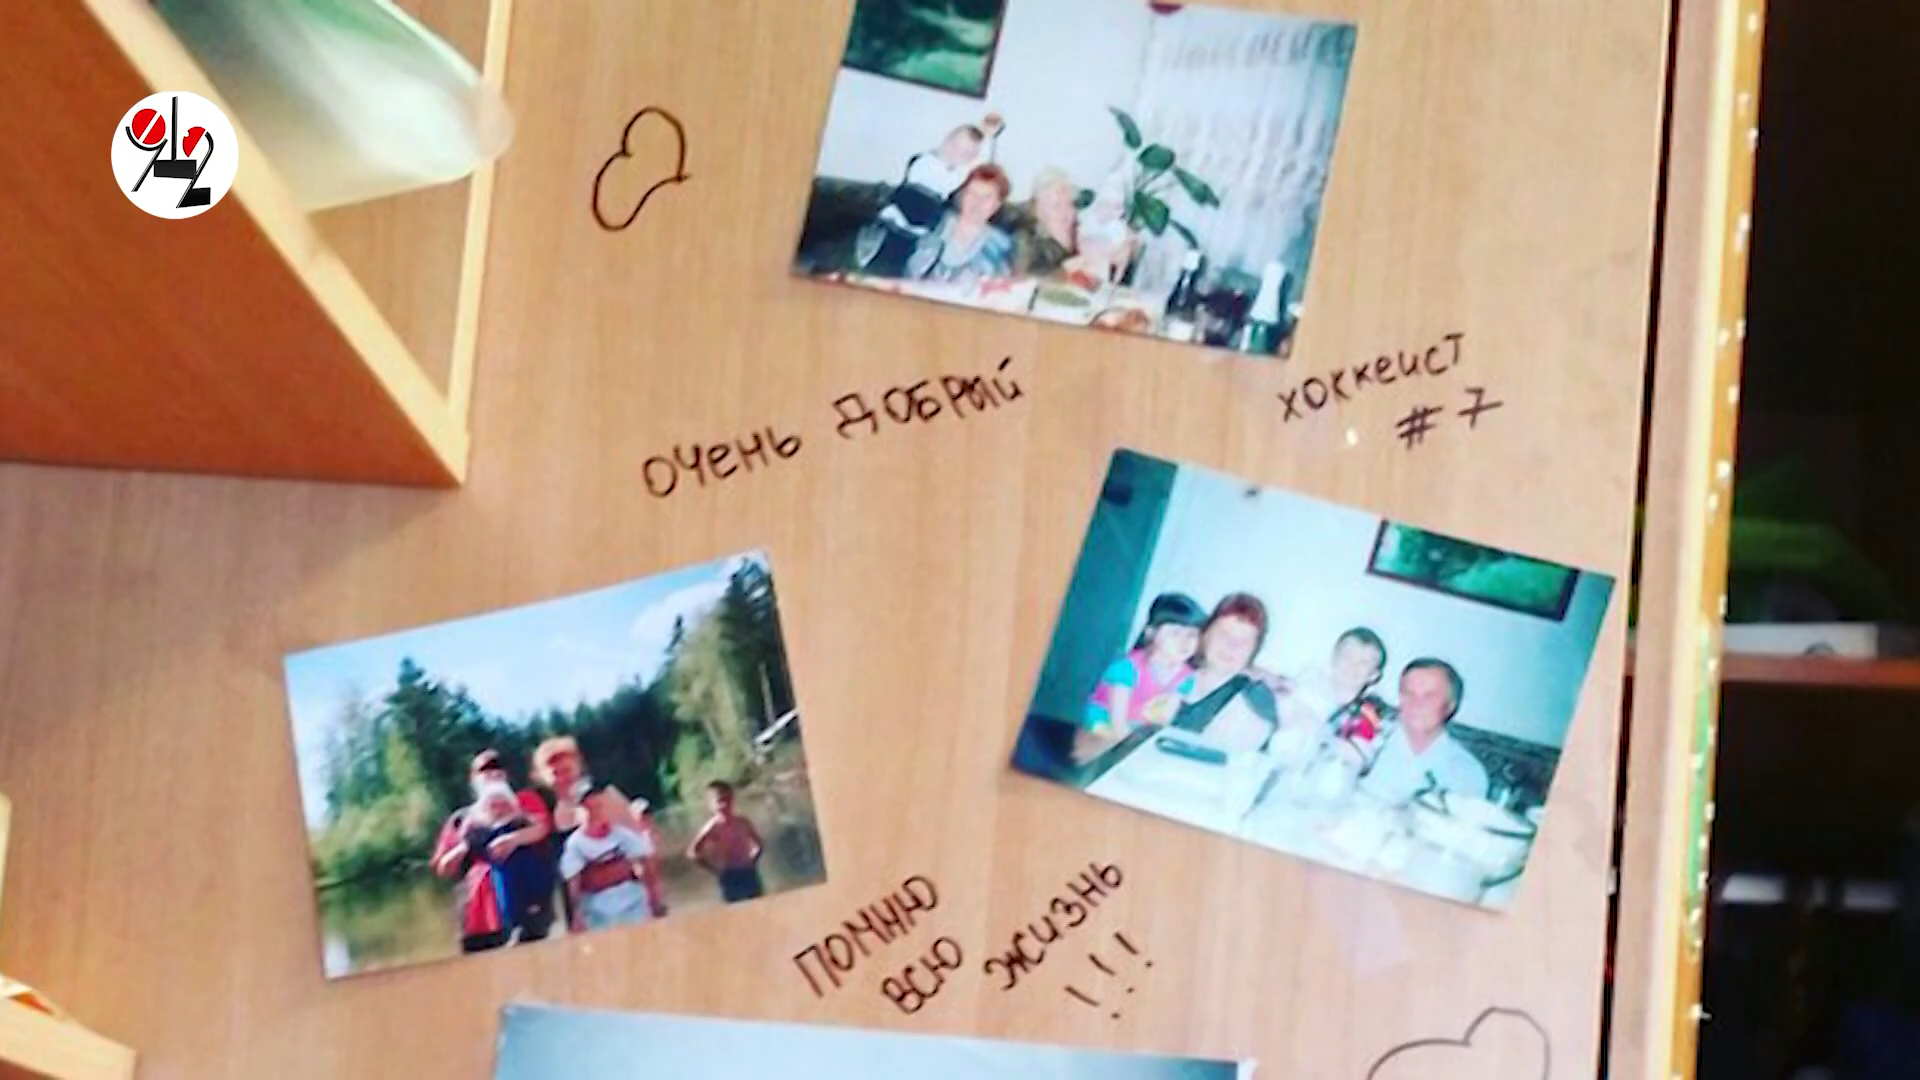 очень добрый
хоккеист
#7
помню
всю жизнь
!!!